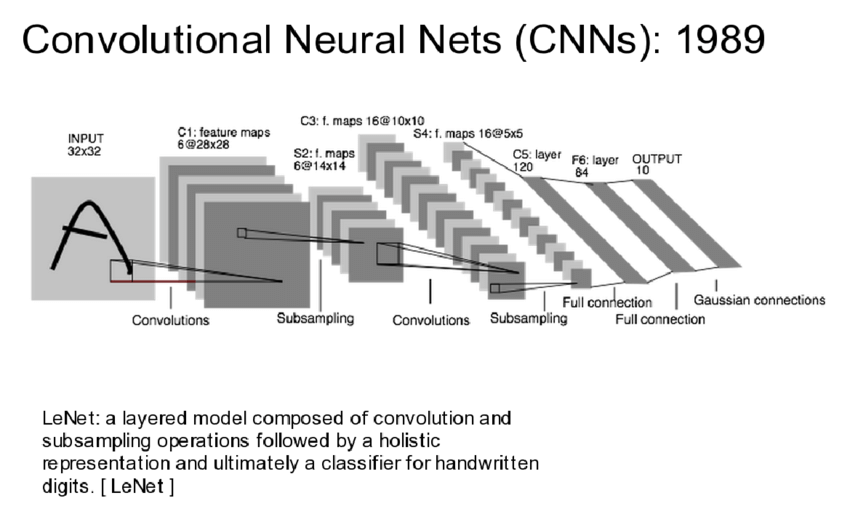 Convolutional Neural Nets (CNNs): 1989
INPUT
32x32
C1: feature maps
6@28x28
S2: f. maps
6@14x14
C3: f. maps 16@10x10
S4: f. maps 16@5x5
C5: layer
120
F6: layer
84
OUTPUT
10
Convolutions
Subsampling
Convolutions
Subsampling
Full connection
Full connection
Gaussian connections
LeNet: a layered model composed of convolution and
subsampling operations followed by a holistic
representation and ultimately a classifier for handwritten
digits. [ LeNet ]